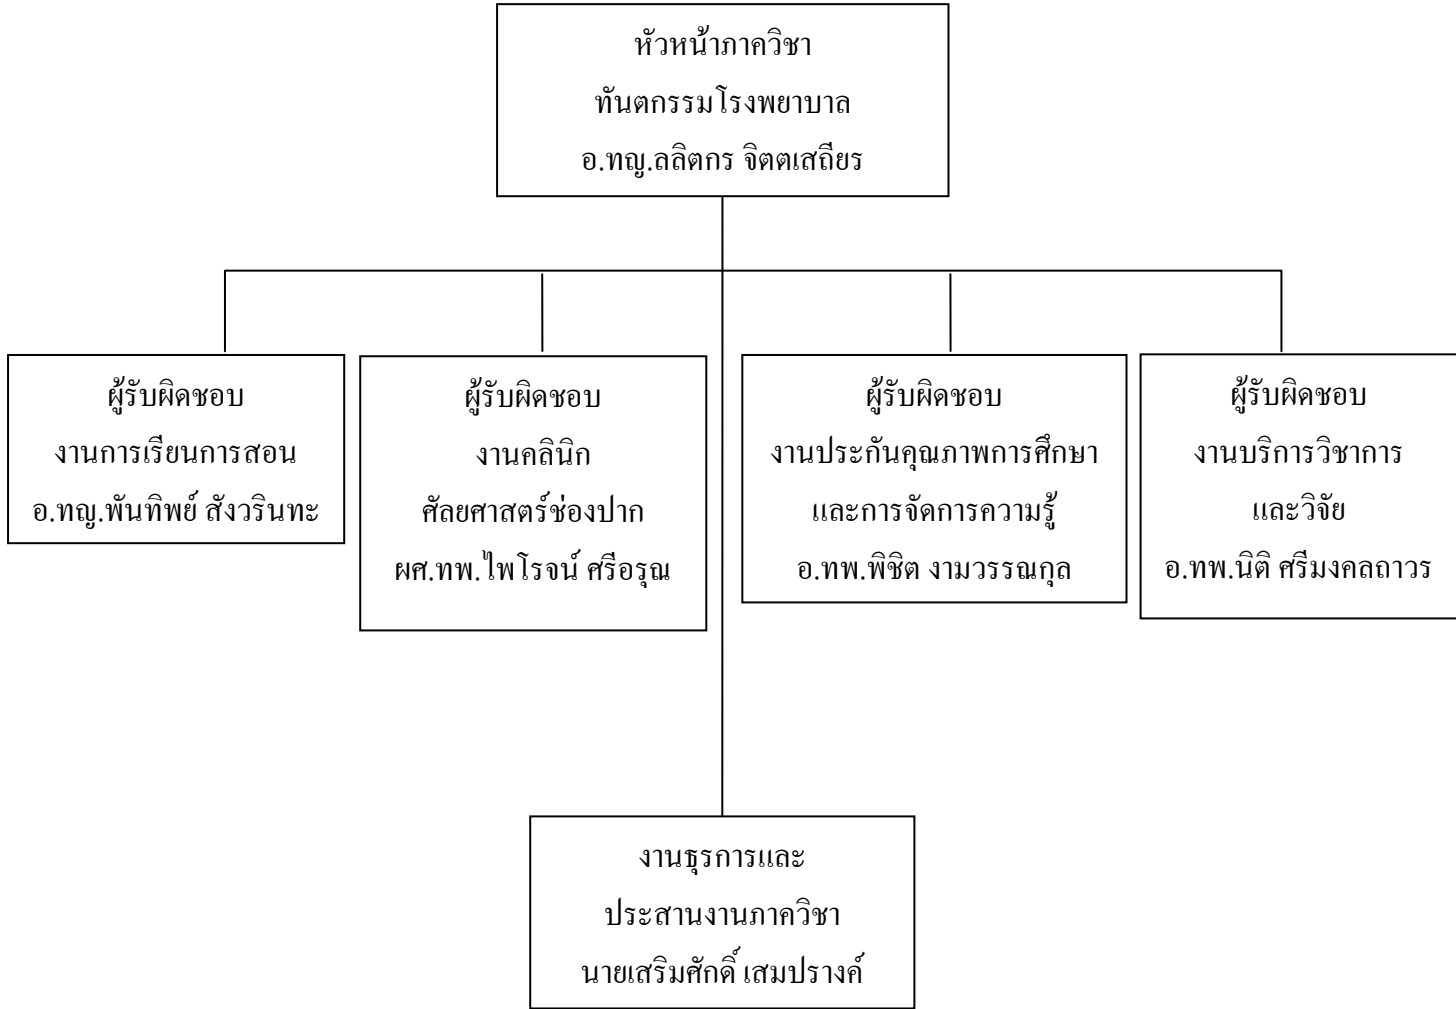 หัวหน้าภาควิชา
ทันตกรรมโรงพยาบาล
อ.ทญ.ลลิตกร จิตตเสถียร
ผู้รับผิดชอบ
งานการเรียนการสอน
อ.ทญ.พันทิพย์ สังวรินทะ
ผู้รับผิดชอบ
งานคลินิก
ศัลยศาสตร์ช่องปาก
ผศ.ทพ.ไพโรจน์ ศรีอรุณ
ผู้รับผิดชอบ
งานประกันคุณภาพการศึกษา
และการจัดการความรู้
อ.ทพ.พิชิต งามวรรณกุล
ผู้รับผิดชอบ
งานบริการวิชาการ
และวิจัย
อ.ทพ.นิติ ศรีมงคลถาวร
งานธุรการและ
ประสานงานภาควิชา
นายเสริมศักดิ์ เสมปรางค์